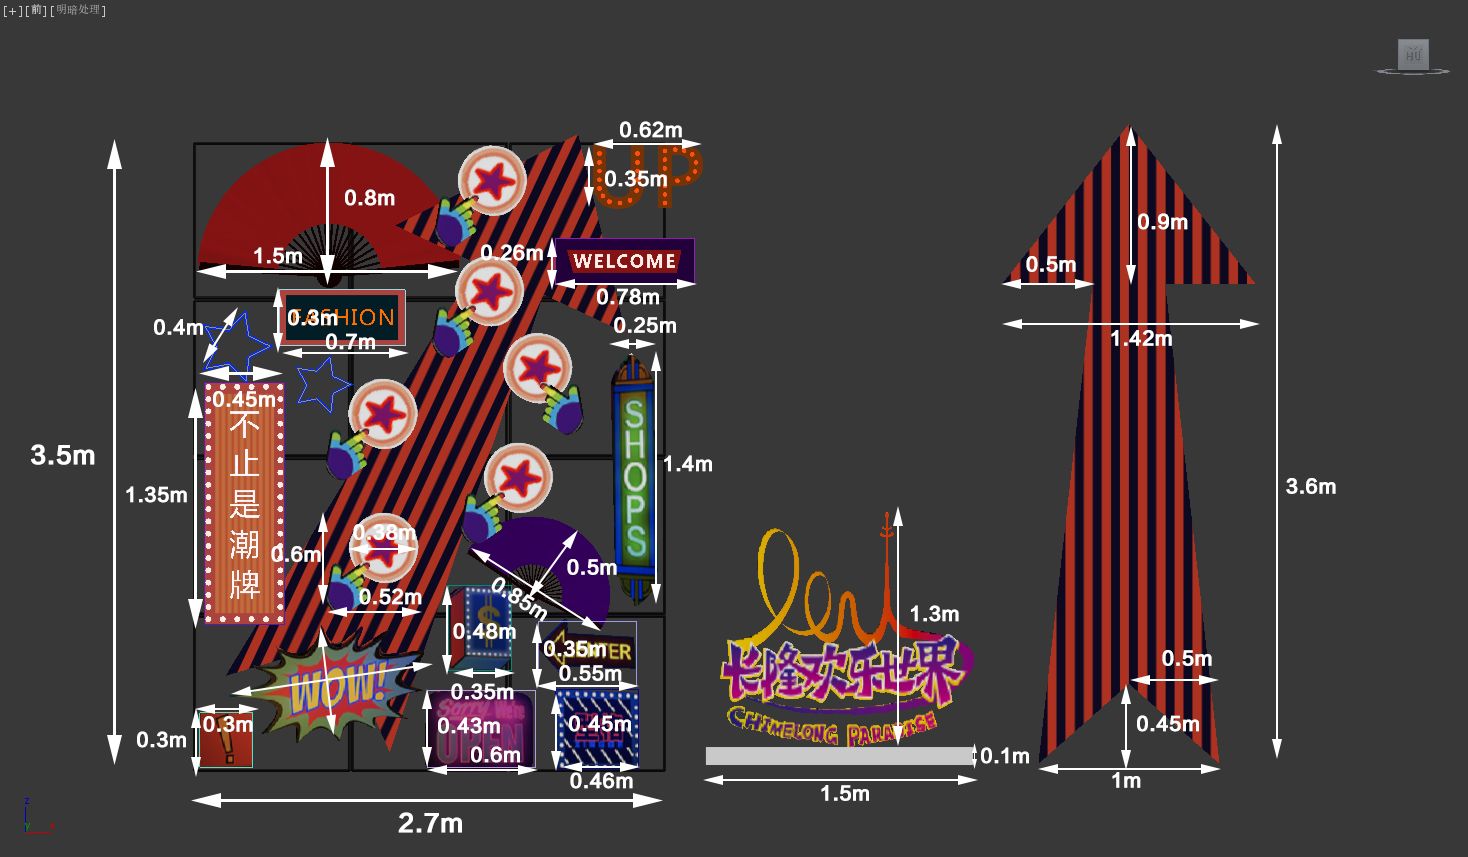 [+][前][明暗处理]
前
0.62m
UP
0.35m
0.8m
1.5m
0.26m
WELCOME
0.78m
0.9m
0.5m
1.42m
FASHION
0.3m
0.7m
0.4m
0.25m
0.45m
不止是潮牌
1.35m
3.5m
SHOPS
1.4m
3.6m
0.38m
0.6m
0.52m
0.5m
0.85m
$
0.48m
0.35m
ENTER
0.35m
0.55m
WOW!
!
0.3m
0.3m
OPEN
0.43m
0.6m
0.45m
0.46m
2.7m
1.3m
长隆欢乐世界
CHIMELONG PARADISE
0.1m
1.5m
0.5m
0.45m
1m
z
x